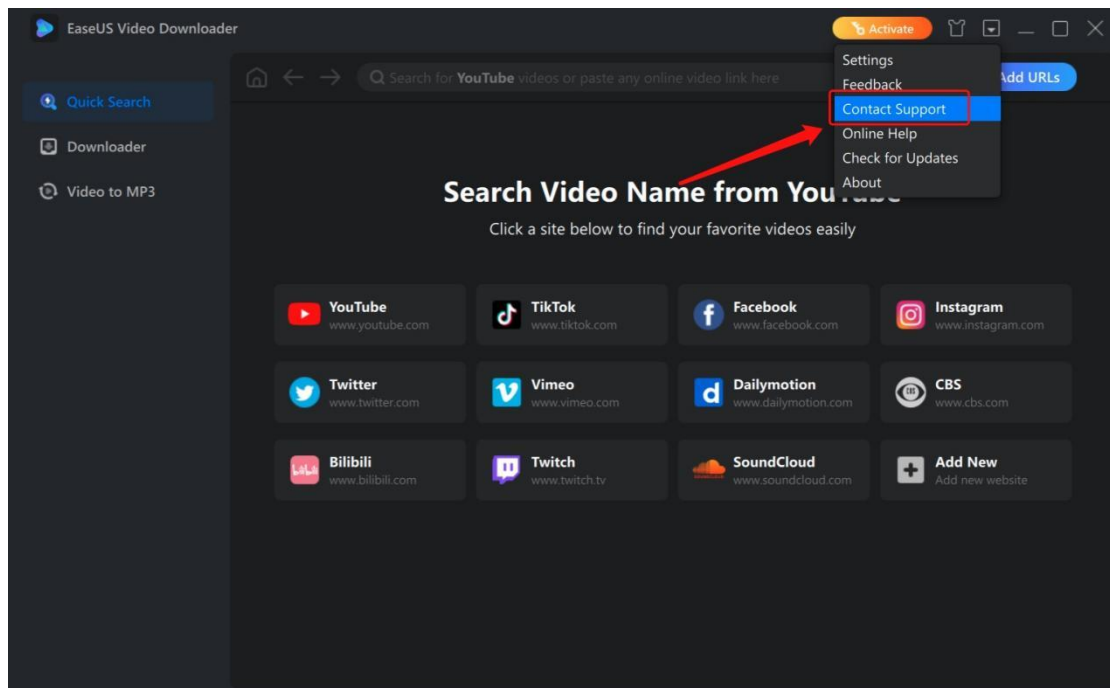 EaseUS Video Downloader
Activate
Settings
Feedback
Contact Support
Online Help
Check for Updates
About
Search for YouTube videos or paste any online video link here
Add URLs
Quick Search
Downloader
Video to MP3
Search Video Name from YouTube
Click a site below to find your favorite videos easily
YouTube
www.youtube.com
TikTok
www.tiktok.com
Facebook
www.facebook.com
Instagram
www.instagram.com
Twitter
www.twitter.com
Vimeo
www.vimeo.com
Dailymotion
www.dailymotion.com
CBS
www.cbs.com
Bilibili
www.bilibili.com
Twitch
www.twitch.tv
SoundCloud
www.soundcloud.com
Add New
Add new website